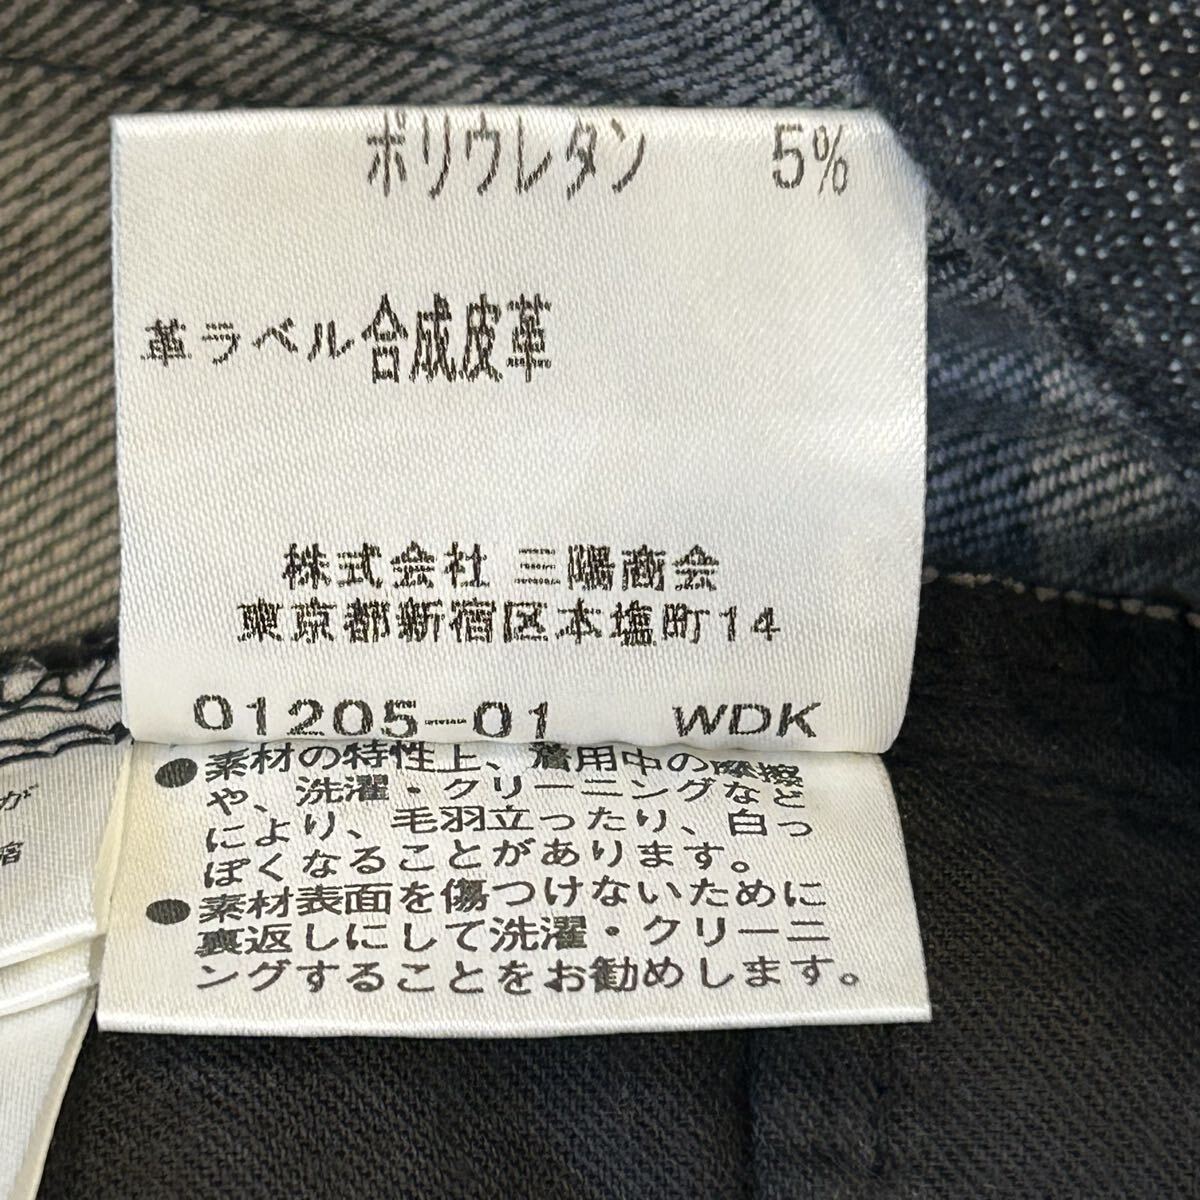 ポリウレタン 5%
革ラベル 合成皮革
株式会社 三陽商会
東京都新宿区本塩町14
01205-01 WDK
●素材の特性上、着用中の摩擦
や、洗濯・クリーニングなど
により、毛羽立ったり、白っ
ぽくなることがあります。
●素材表面を傷つけないために
裏返しにして洗濯・クリーニ
ングすることをお勧めします。
が